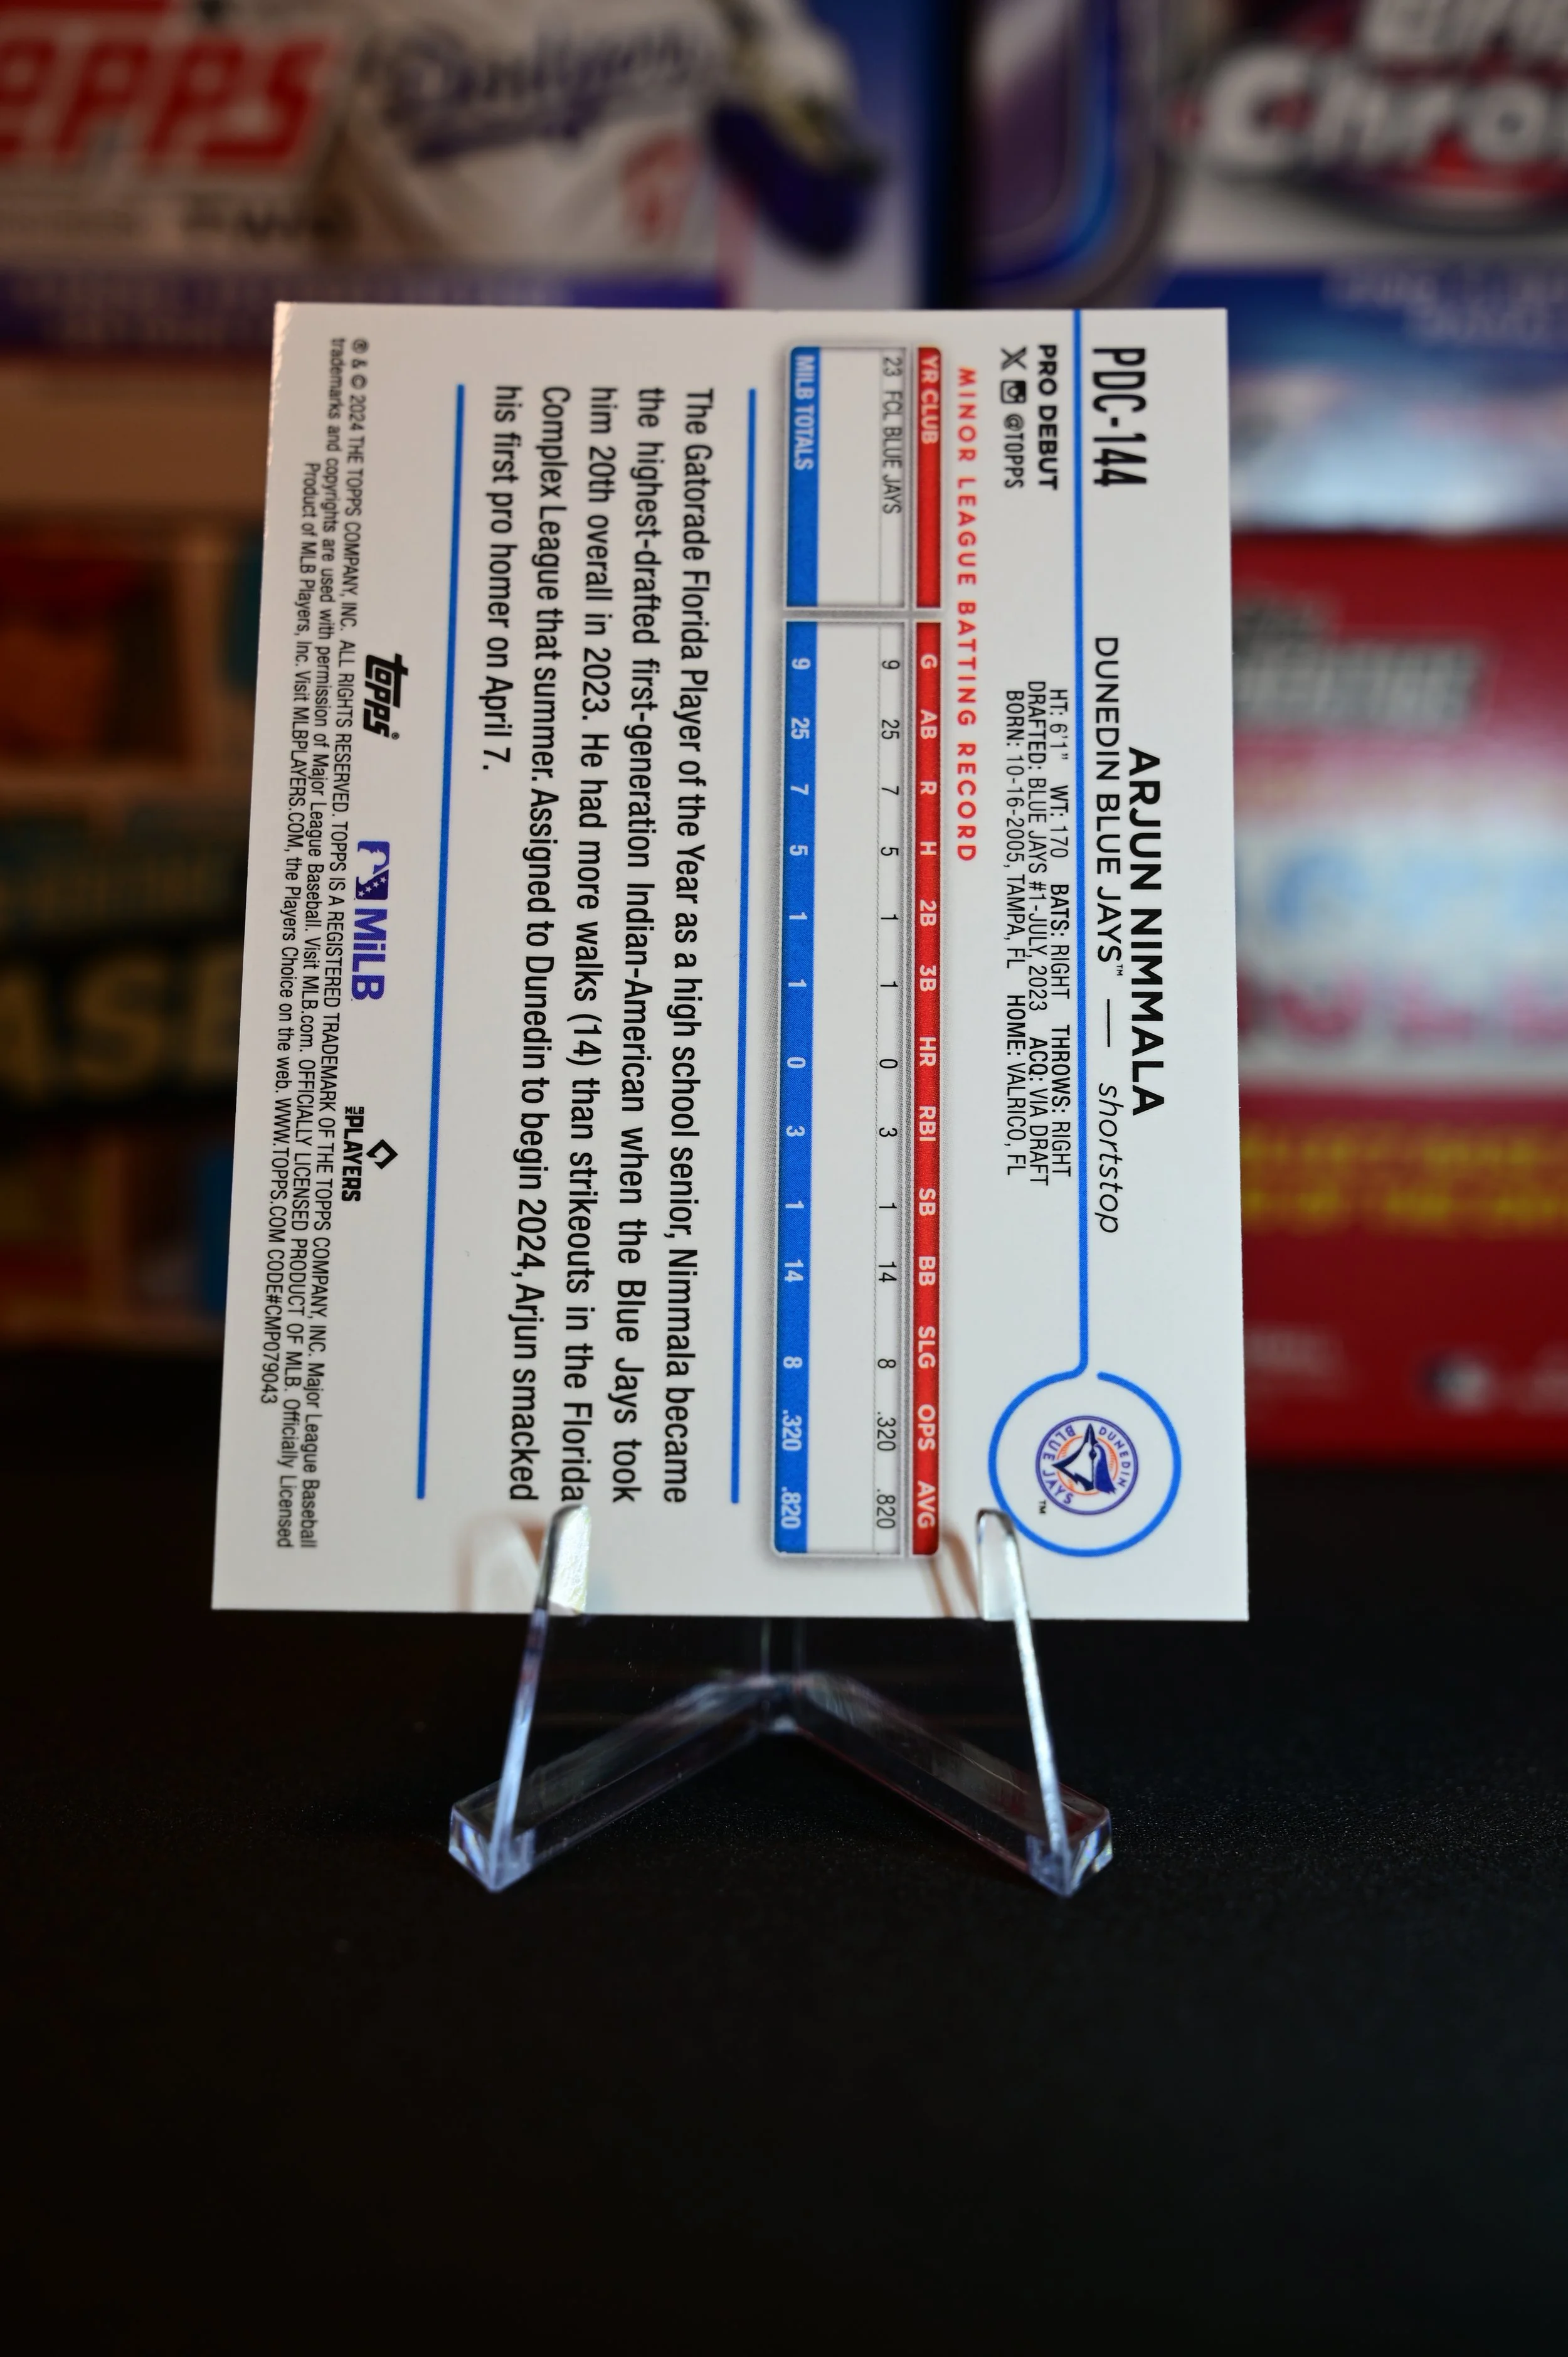 PDC-144
ARJUN NIMMALA
DUNEDIN BLUE JAYS™ — shortstop
PRO DEBUT
X @TOPPS
HT: 6'1" WT: 170 BATS: RIGHT THROWS: RIGHT
DRAFTED: BLUE JAYS #1-JULY, 2023 ACQ: VIA DRAFT
BORN: 10-16-2005, TAMPA, FL HOME: VALRICO, FL
DUNEDIN
BLUE JAYS
™
MINOR LEAGUE BATTING RECORD
YR CLUB G AB R H 2B 3B HR RBI SB BB SLG OPS AVG
23 FCL BLUE JAYS 9 25 7 5 1 1 0 3 1 14 8 .320 .820
MILB TOTALS 9 25 7 5 1 1 0 3 1 14 8 .320 .820
The Gatorade Florida Player of the Year as a high school senior, Nimmala became
the highest-drafted first-generation Indian-American when the Blue Jays took
him 20th overall in 2023. He had more walks (14) than strikeouts in the Florida
Complex League that summer. Assigned to Dunedin to begin 2024, Arjun smacked
his first pro homer on April 7.
topps®
MiLB
MLB PLAYERS
® & © 2024 THE TOPPS COMPANY, INC. ALL RIGHTS RESERVED. TOPPS IS A REGISTERED TRADEMARK OF THE TOPPS COMPANY, INC. Major League Baseball
trademarks and copyrights are used with permission of Major League Baseball. Visit MLB.com. OFFICIALLY LICENSED PRODUCT OF MLB. Officially Licensed
Product of MLB Players, Inc. Visit MLBPLAYERS.COM, the Players Choice on the web. WWW.TOPPS.COM CODE#CMP079043
Dodgers